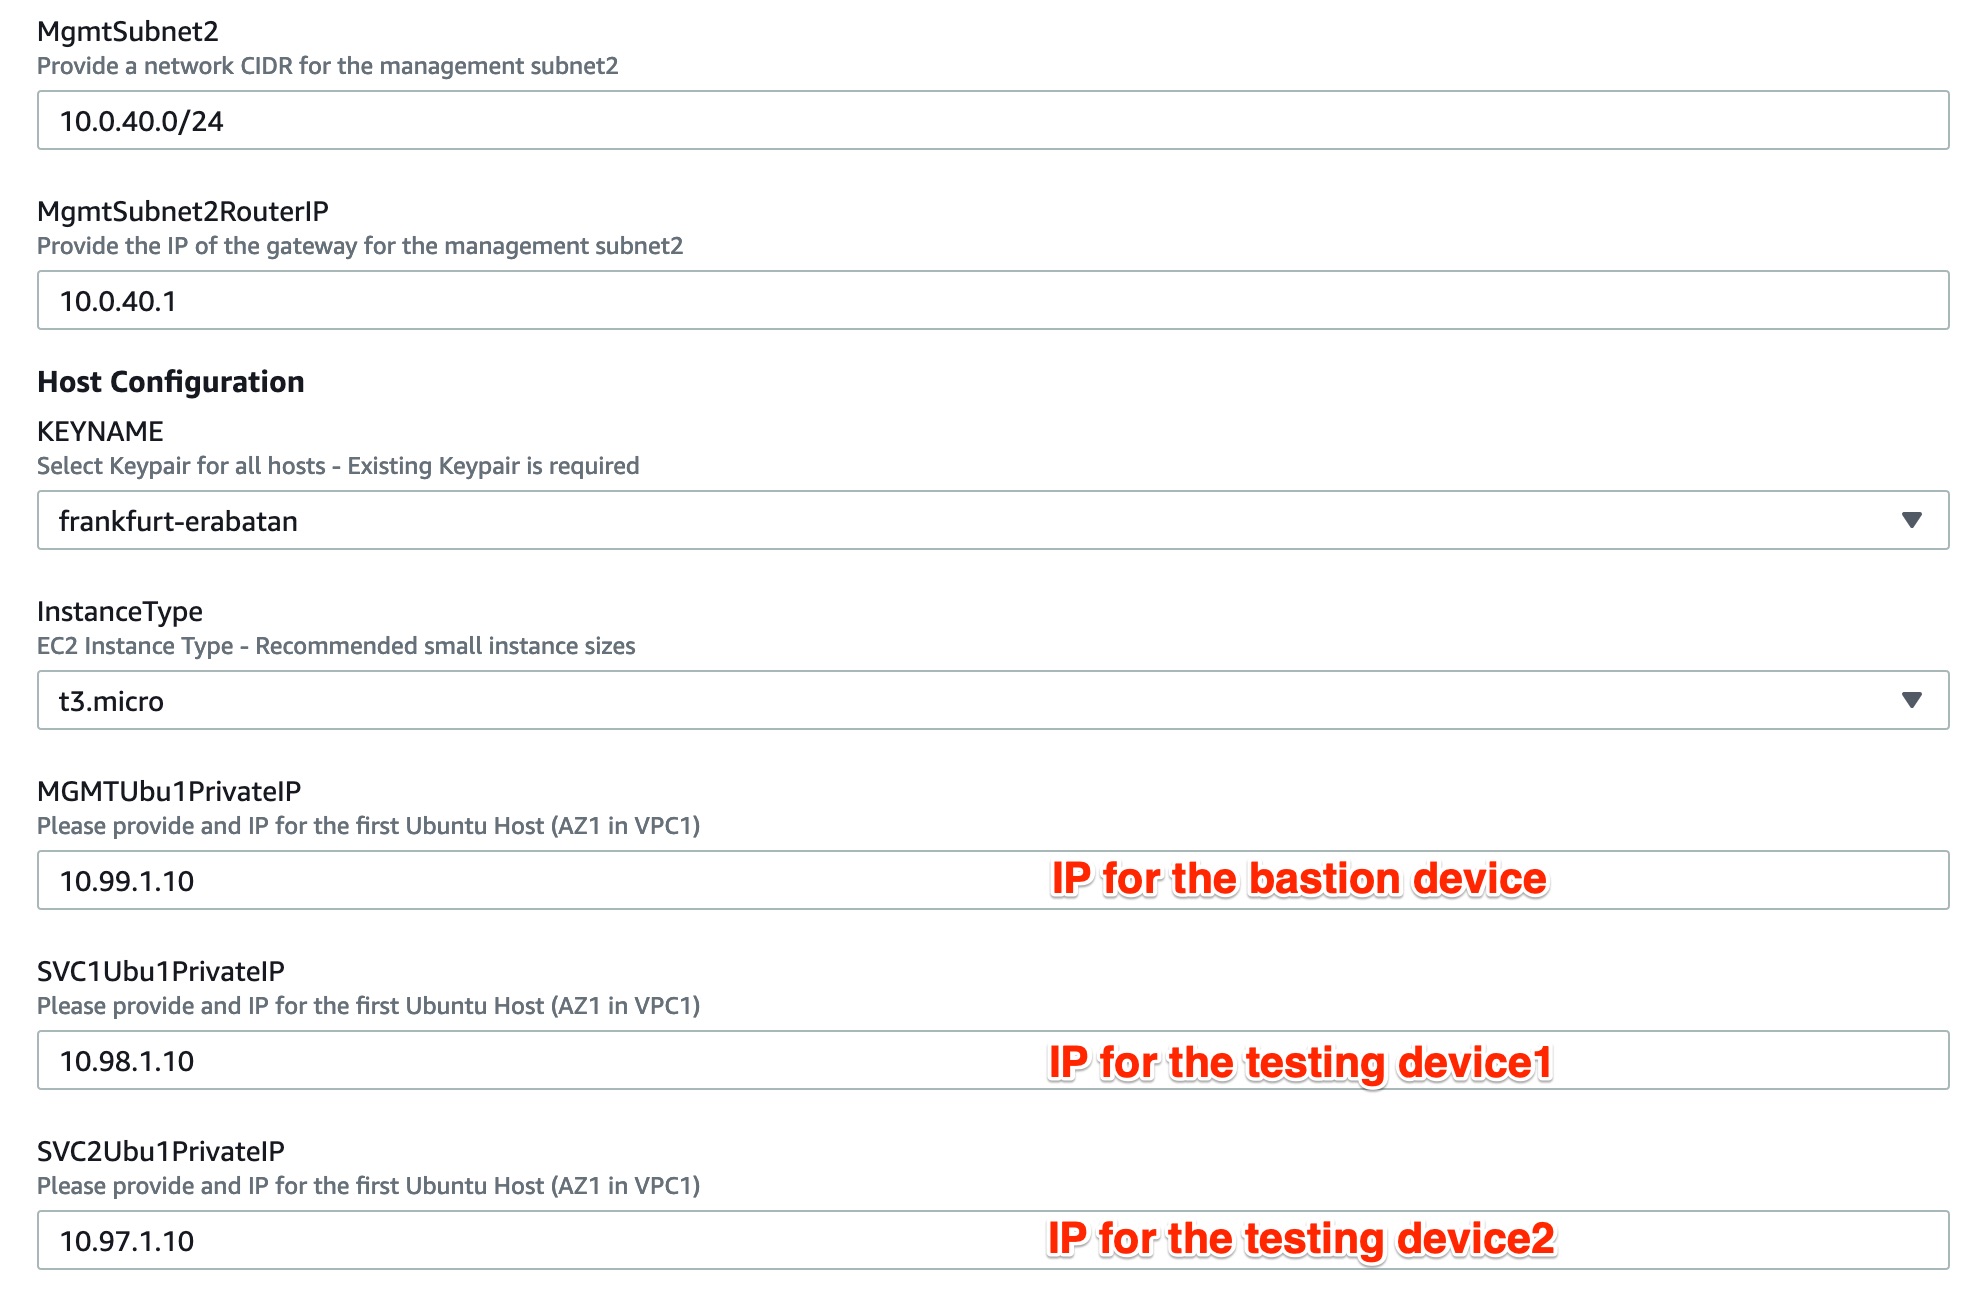 MgmtSubnet2
Provide a network CIDR for the management subnet2
10.0.40.0/24
MgmtSubnet2RouterIP
Provide the IP of the gateway for the management subnet2
10.0.40.1
Host Configuration
KEYNAME
Select Keypair for all hosts - Existing Keypair is required
frankfurt-erabatan
InstanceType
EC2 Instance Type - Recommended small instance sizes
t3.micro
MGMTUbu1PrivateIP
Please provide and IP for the first Ubuntu Host (AZ1 in VPC1)
10.99.1.10 IP for the bastion device
SVC1Ubu1PrivateIP
Please provide and IP for the first Ubuntu Host (AZ1 in VPC1)
10.98.1.10 IP for the testing device1
SVC2Ubu1PrivateIP
Please provide and IP for the first Ubuntu Host (AZ1 in VPC1)
10.97.1.10 IP for the testing device2